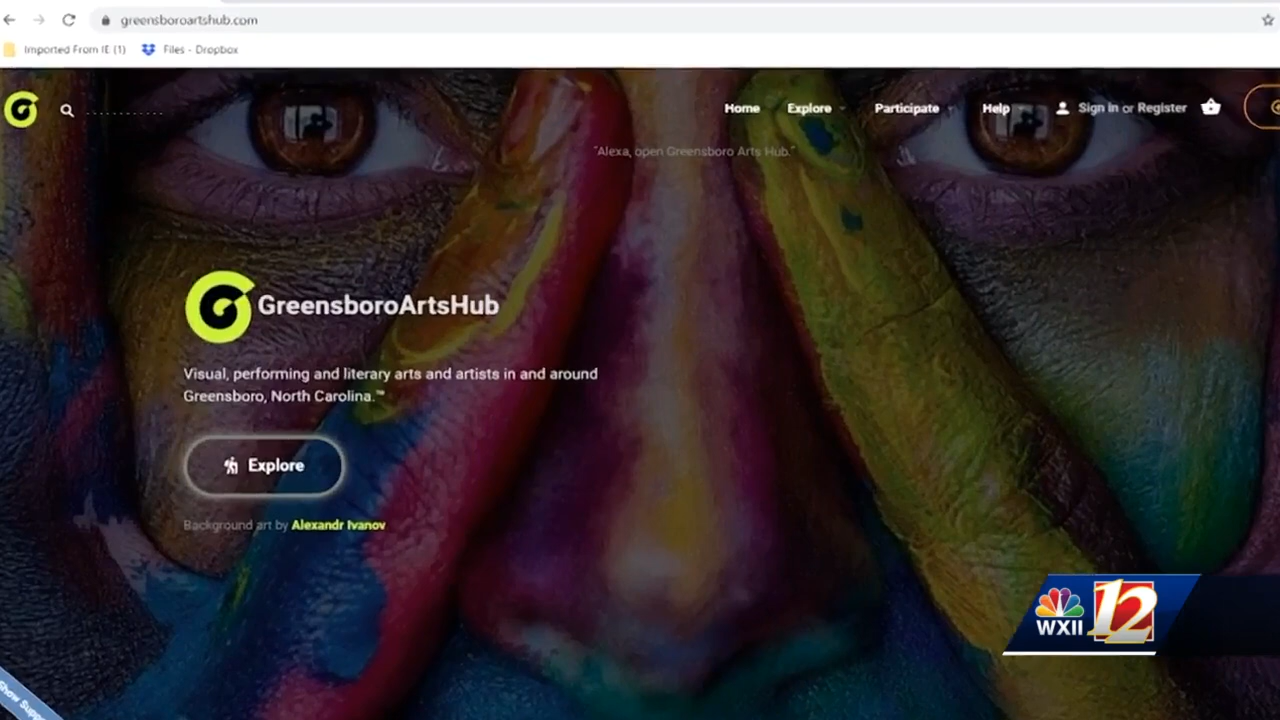 greensboroartshub.com
Imported From IE (1) Files - Dropbox
Home Explore Participate Help Sign in or Register
"Alexa, open Greensboro Arts Hub."
GreensboroArtsHub
Visual, performing and literary arts and artists in and around
Greensboro, North Carolina.™
Explore
Background art by Alexandr Ivanov
WXII 12
Show